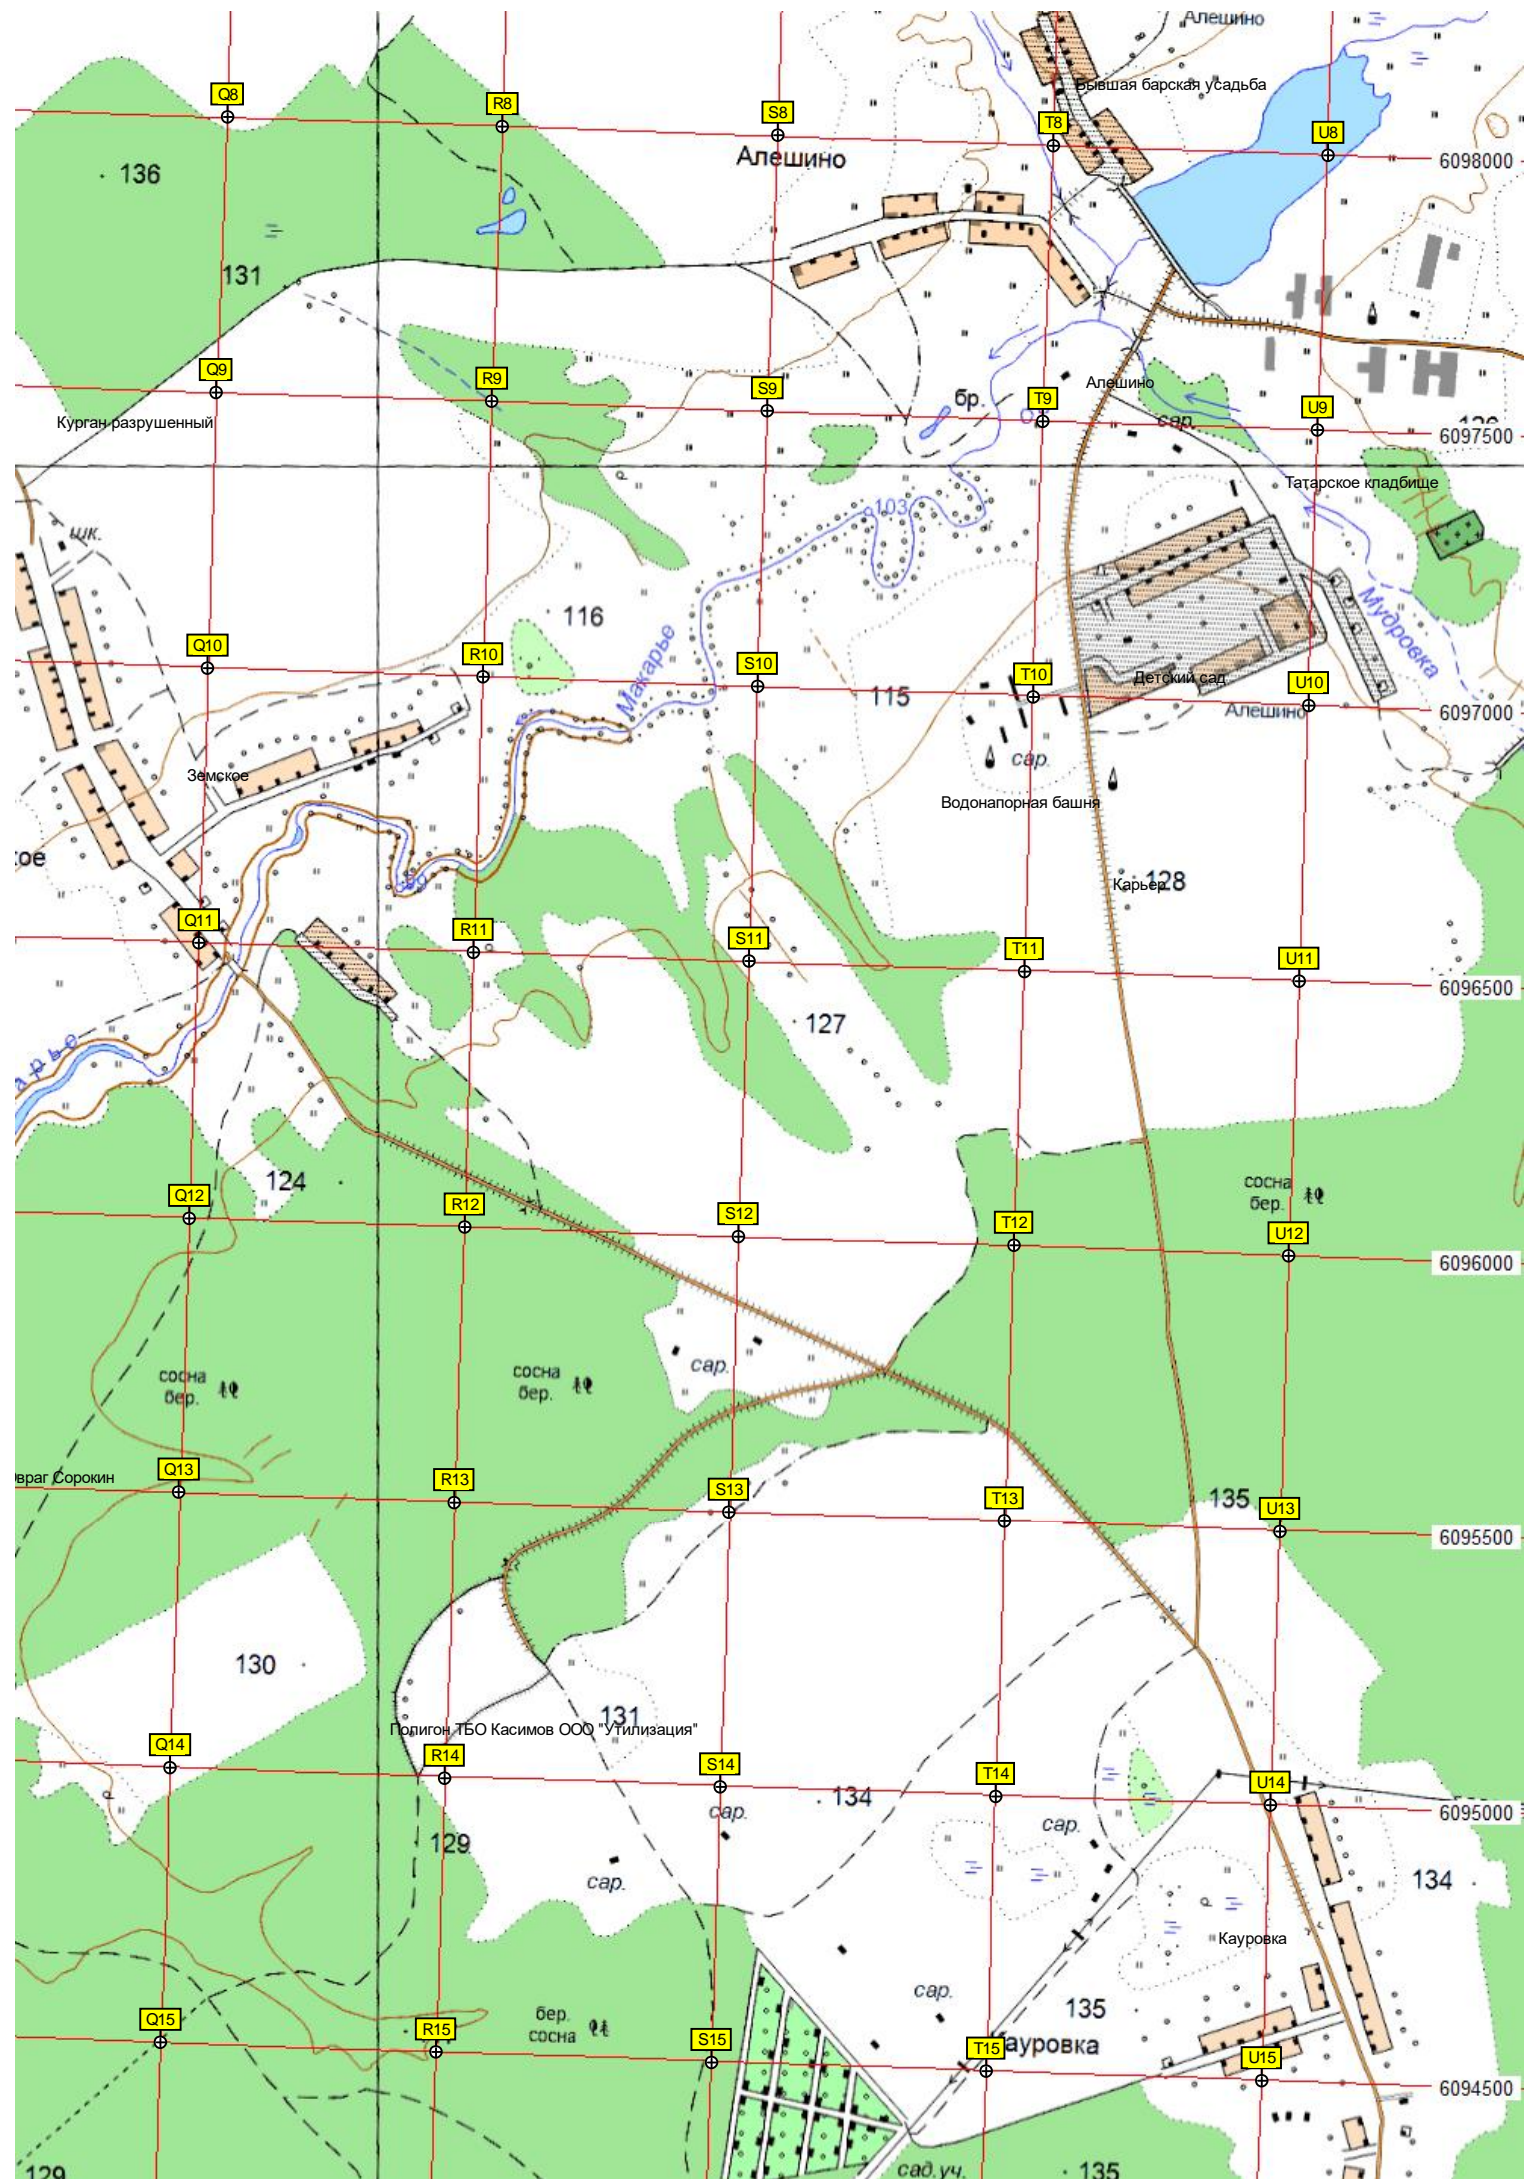 Алешино
Бывшая барская усадьба
Q8
R8
S8
T8
U8
6098000
Алешино
136
131
Q9
R9
S9
T9
U9
Алешино
бр.
сар.
6097500
Курган разрушенный
Татарское кладбище
103
шк.
116
Макарье
Мудровка
Q10
R10
S10
T10
U10
115
Детский сад
Алешино
6097000
сар.
Земское
Водонапорная башня
ое
Карьер
128
Q11
R11
S11
T11
U11
6096500
127
арье
124
сосна
бер.
Q12
R12
S12
T12
U12
6096000
сар.
сосна
бер.
сосна
бер.
враг Сорокин
Q13
R13
S13
T13
U13
135
6095500
130
131
Полигон ТБО Касимов ООО "Утилизация"
Q14
R14
S14
T14
U14
134
6095000
сар.
сар.
129
сар.
134
Кауровка
сар.
135
бер.
сосна
Q15
R15
S15
T15
U15
ауровка
6094500
129
сад.уч.
135